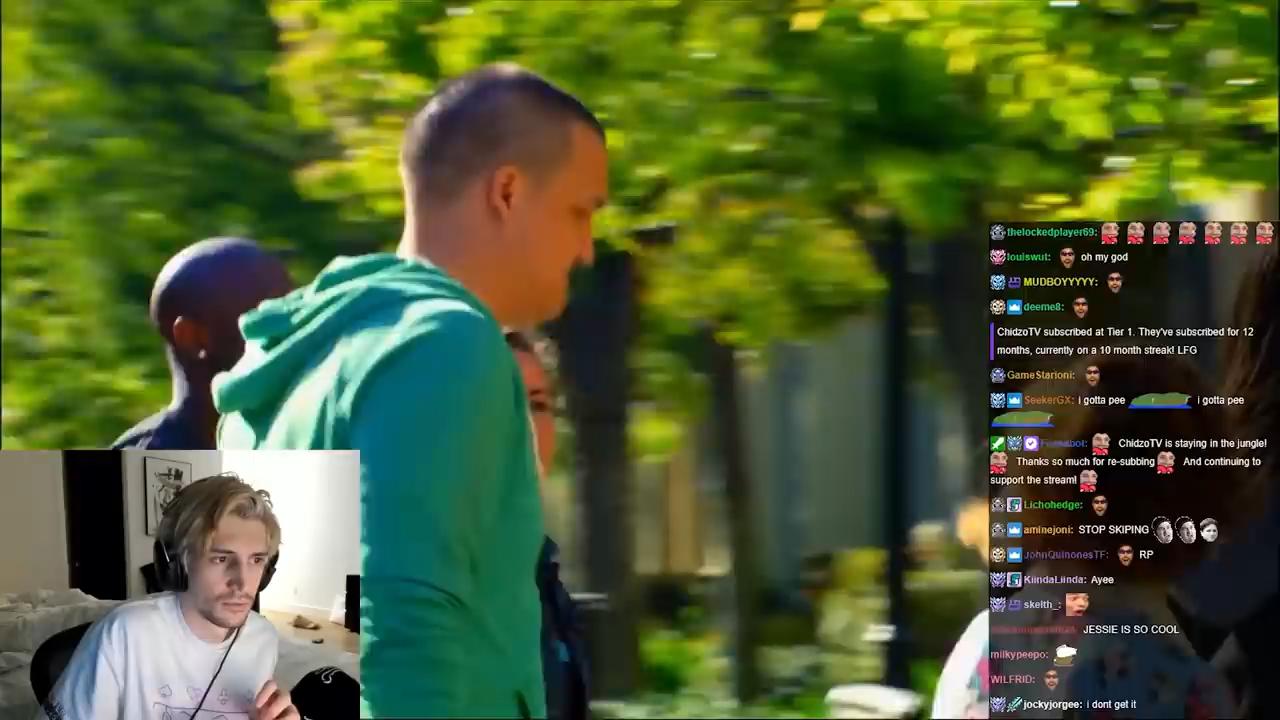 thelockedplayer69:
louiswut: oh my god
MUDBOYYYYY:
deeme8:
ChidzoTV subscribed at Tier 1. They've subscribed for 12
months, currently on a 10 month streak! LFG
GameStarioni:
SeekerGX: i gotta pee i gotta pee
ChidzoTV is staying in the jungle!
Thanks so much for re-subbing And continuing to
support the stream!
Lichohedge:
aminejoni: STOP SKIPING
JohnQuinonesTF: RP
KiindaLiinda: Ayee
skeith_:
JESSIE IS SO COOL
milkypeepo:
WILFRID:
jockyjorgee: i dont get it